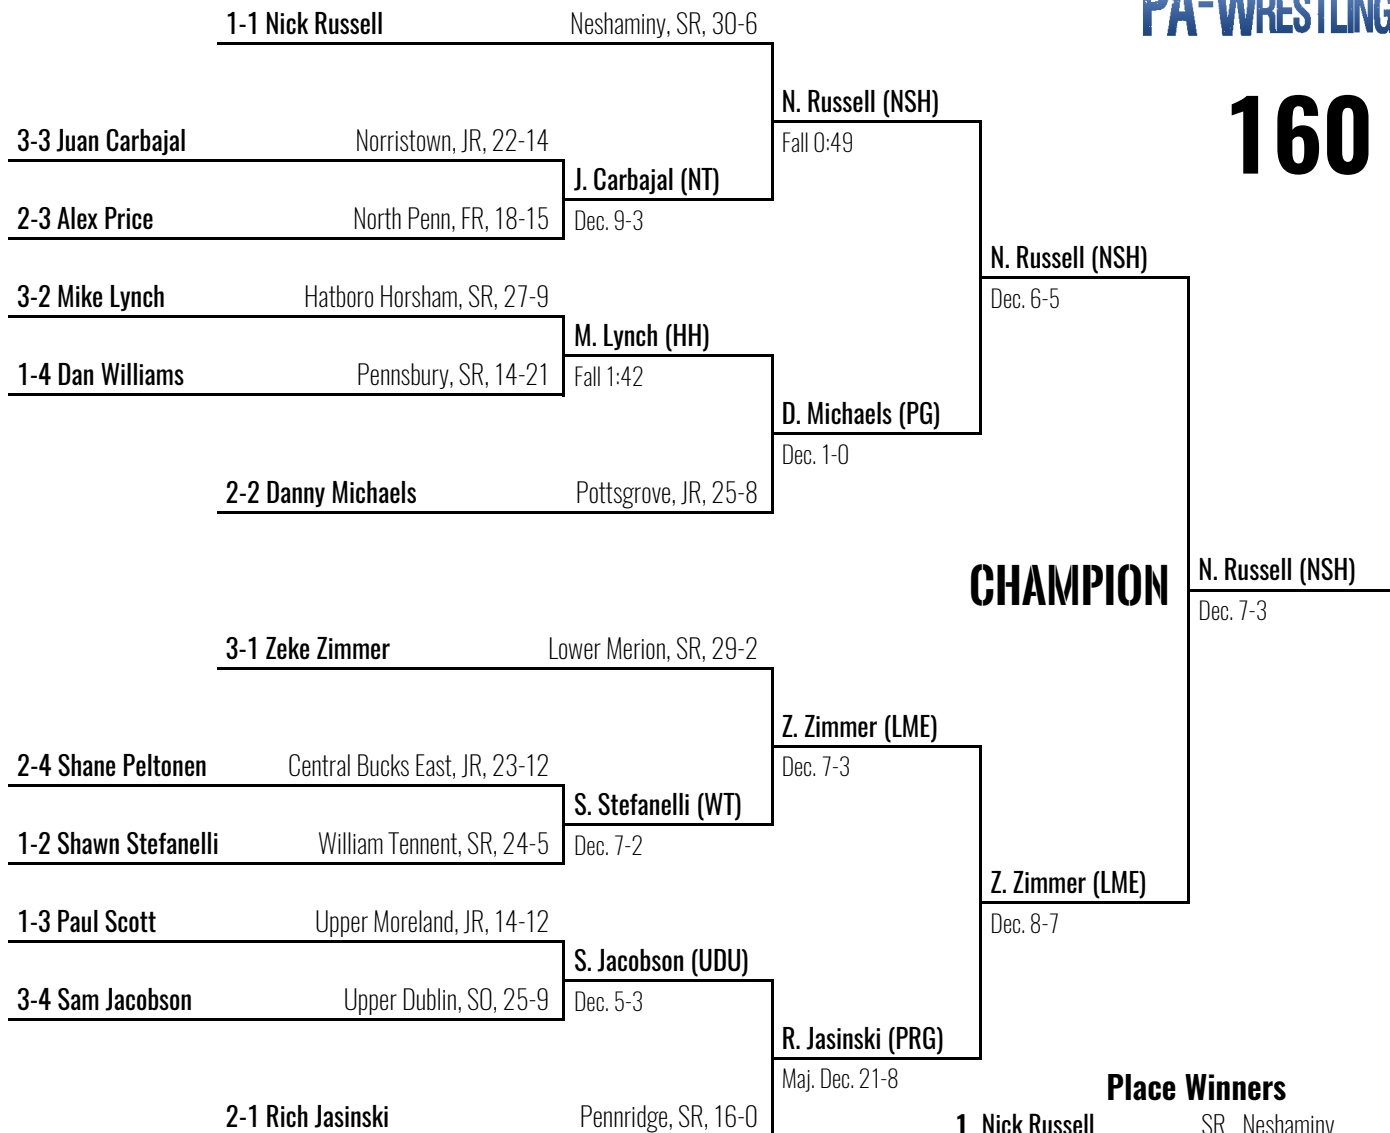 PA-WRESTLING
160
1-1 Nick Russell Neshaminy, SR, 30-6
N. Russell (NSH)
Fall 0:49
3-3 Juan Carbajal Norristown, JR, 22-14
J. Carbajal (NT)
Dec. 9-3
2-3 Alex Price North Penn, FR, 18-15
N. Russell (NSH)
Dec. 6-5
3-2 Mike Lynch Hatboro Horsham, SR, 27-9
M. Lynch (HH)
Fall 1:42
1-4 Dan Williams Pennsbury, SR, 14-21
D. Michaels (PG)
Dec. 1-0
2-2 Danny Michaels Pottsgrove, JR, 25-8
CHAMPION
N. Russell (NSH)
Dec. 7-3
3-1 Zeke Zimmer Lower Merion, SR, 29-2
Z. Zimmer (LME)
Dec. 7-3
2-4 Shane Peltonen Central Bucks East, JR, 23-12
S. Stefanelli (WT)
Dec. 7-2
1-2 Shawn Stefanelli William Tennent, SR, 24-5
Z. Zimmer (LME)
Dec. 8-7
1-3 Paul Scott Upper Moreland, JR, 14-12
S. Jacobson (UDU)
Dec. 5-3
3-4 Sam Jacobson Upper Dublin, SO, 25-9
R. Jasinski (PRG)
Maj. Dec. 21-8
2-1 Rich Jasinski Pennridge, SR, 16-0
Place Winners
1 Nick Russell SR Neshaminy